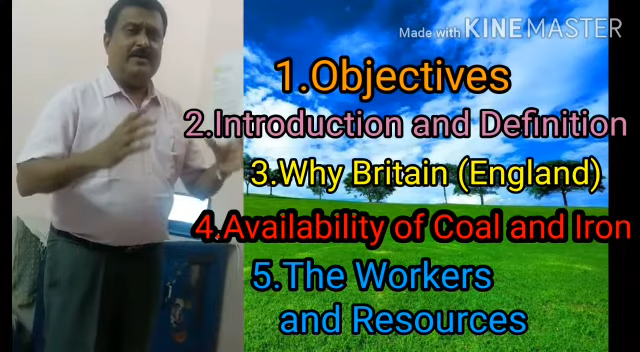 Made with KINEMASTER
1.Objectives
2.Introduction and Definition
3.Why Britain (England)
4.Availability of Coal and Iron
5.The Workers
and Resources